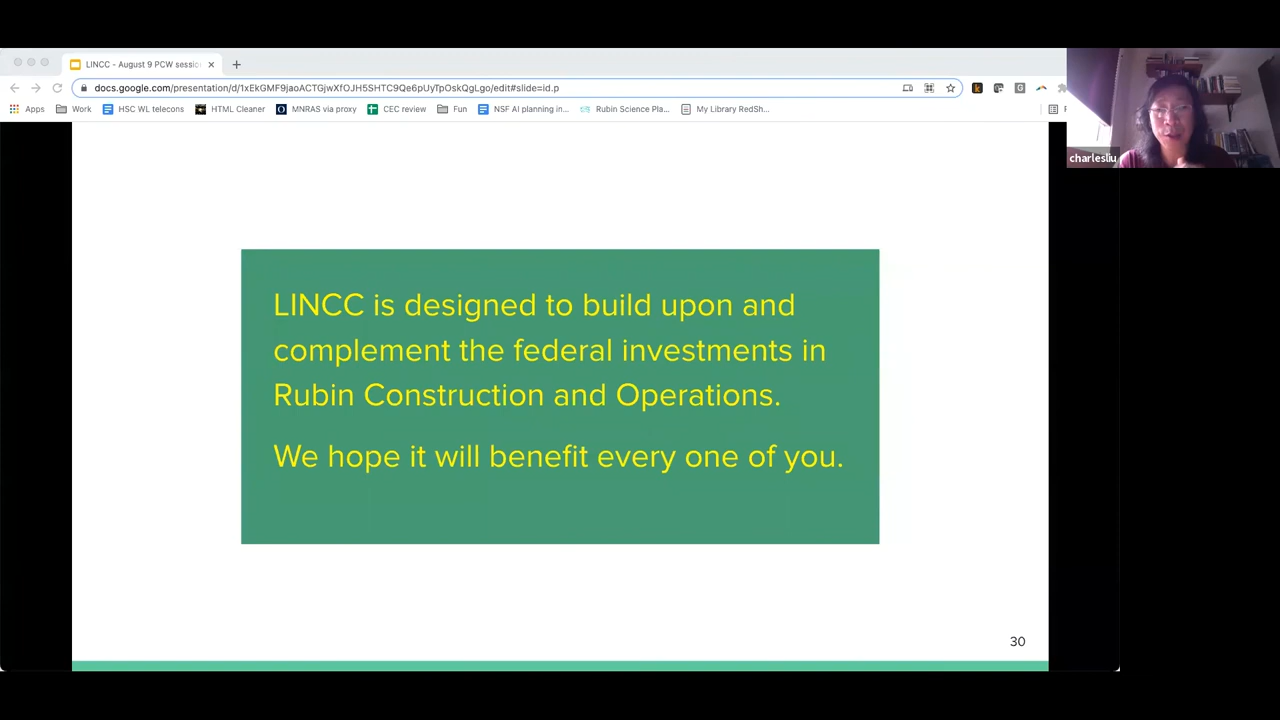 LINCC - August 9 PCW sessio
docs.google.com/presentation/d/1xEkGMF9jaoACTGjwXfOJH5SHTC9Qe6pUyTpOskQgLgo/edit#slide=id.p
Apps Work HSC WL telecons HTML Cleaner MNRAS via proxy CEC review Fun NSF AI planning in... Rubin Science Pla... My Library RedSh...
charlesliu
LINCC is designed to build upon and
complement the federal investments in
Rubin Construction and Operations.
We hope it will benefit every one of you.
30